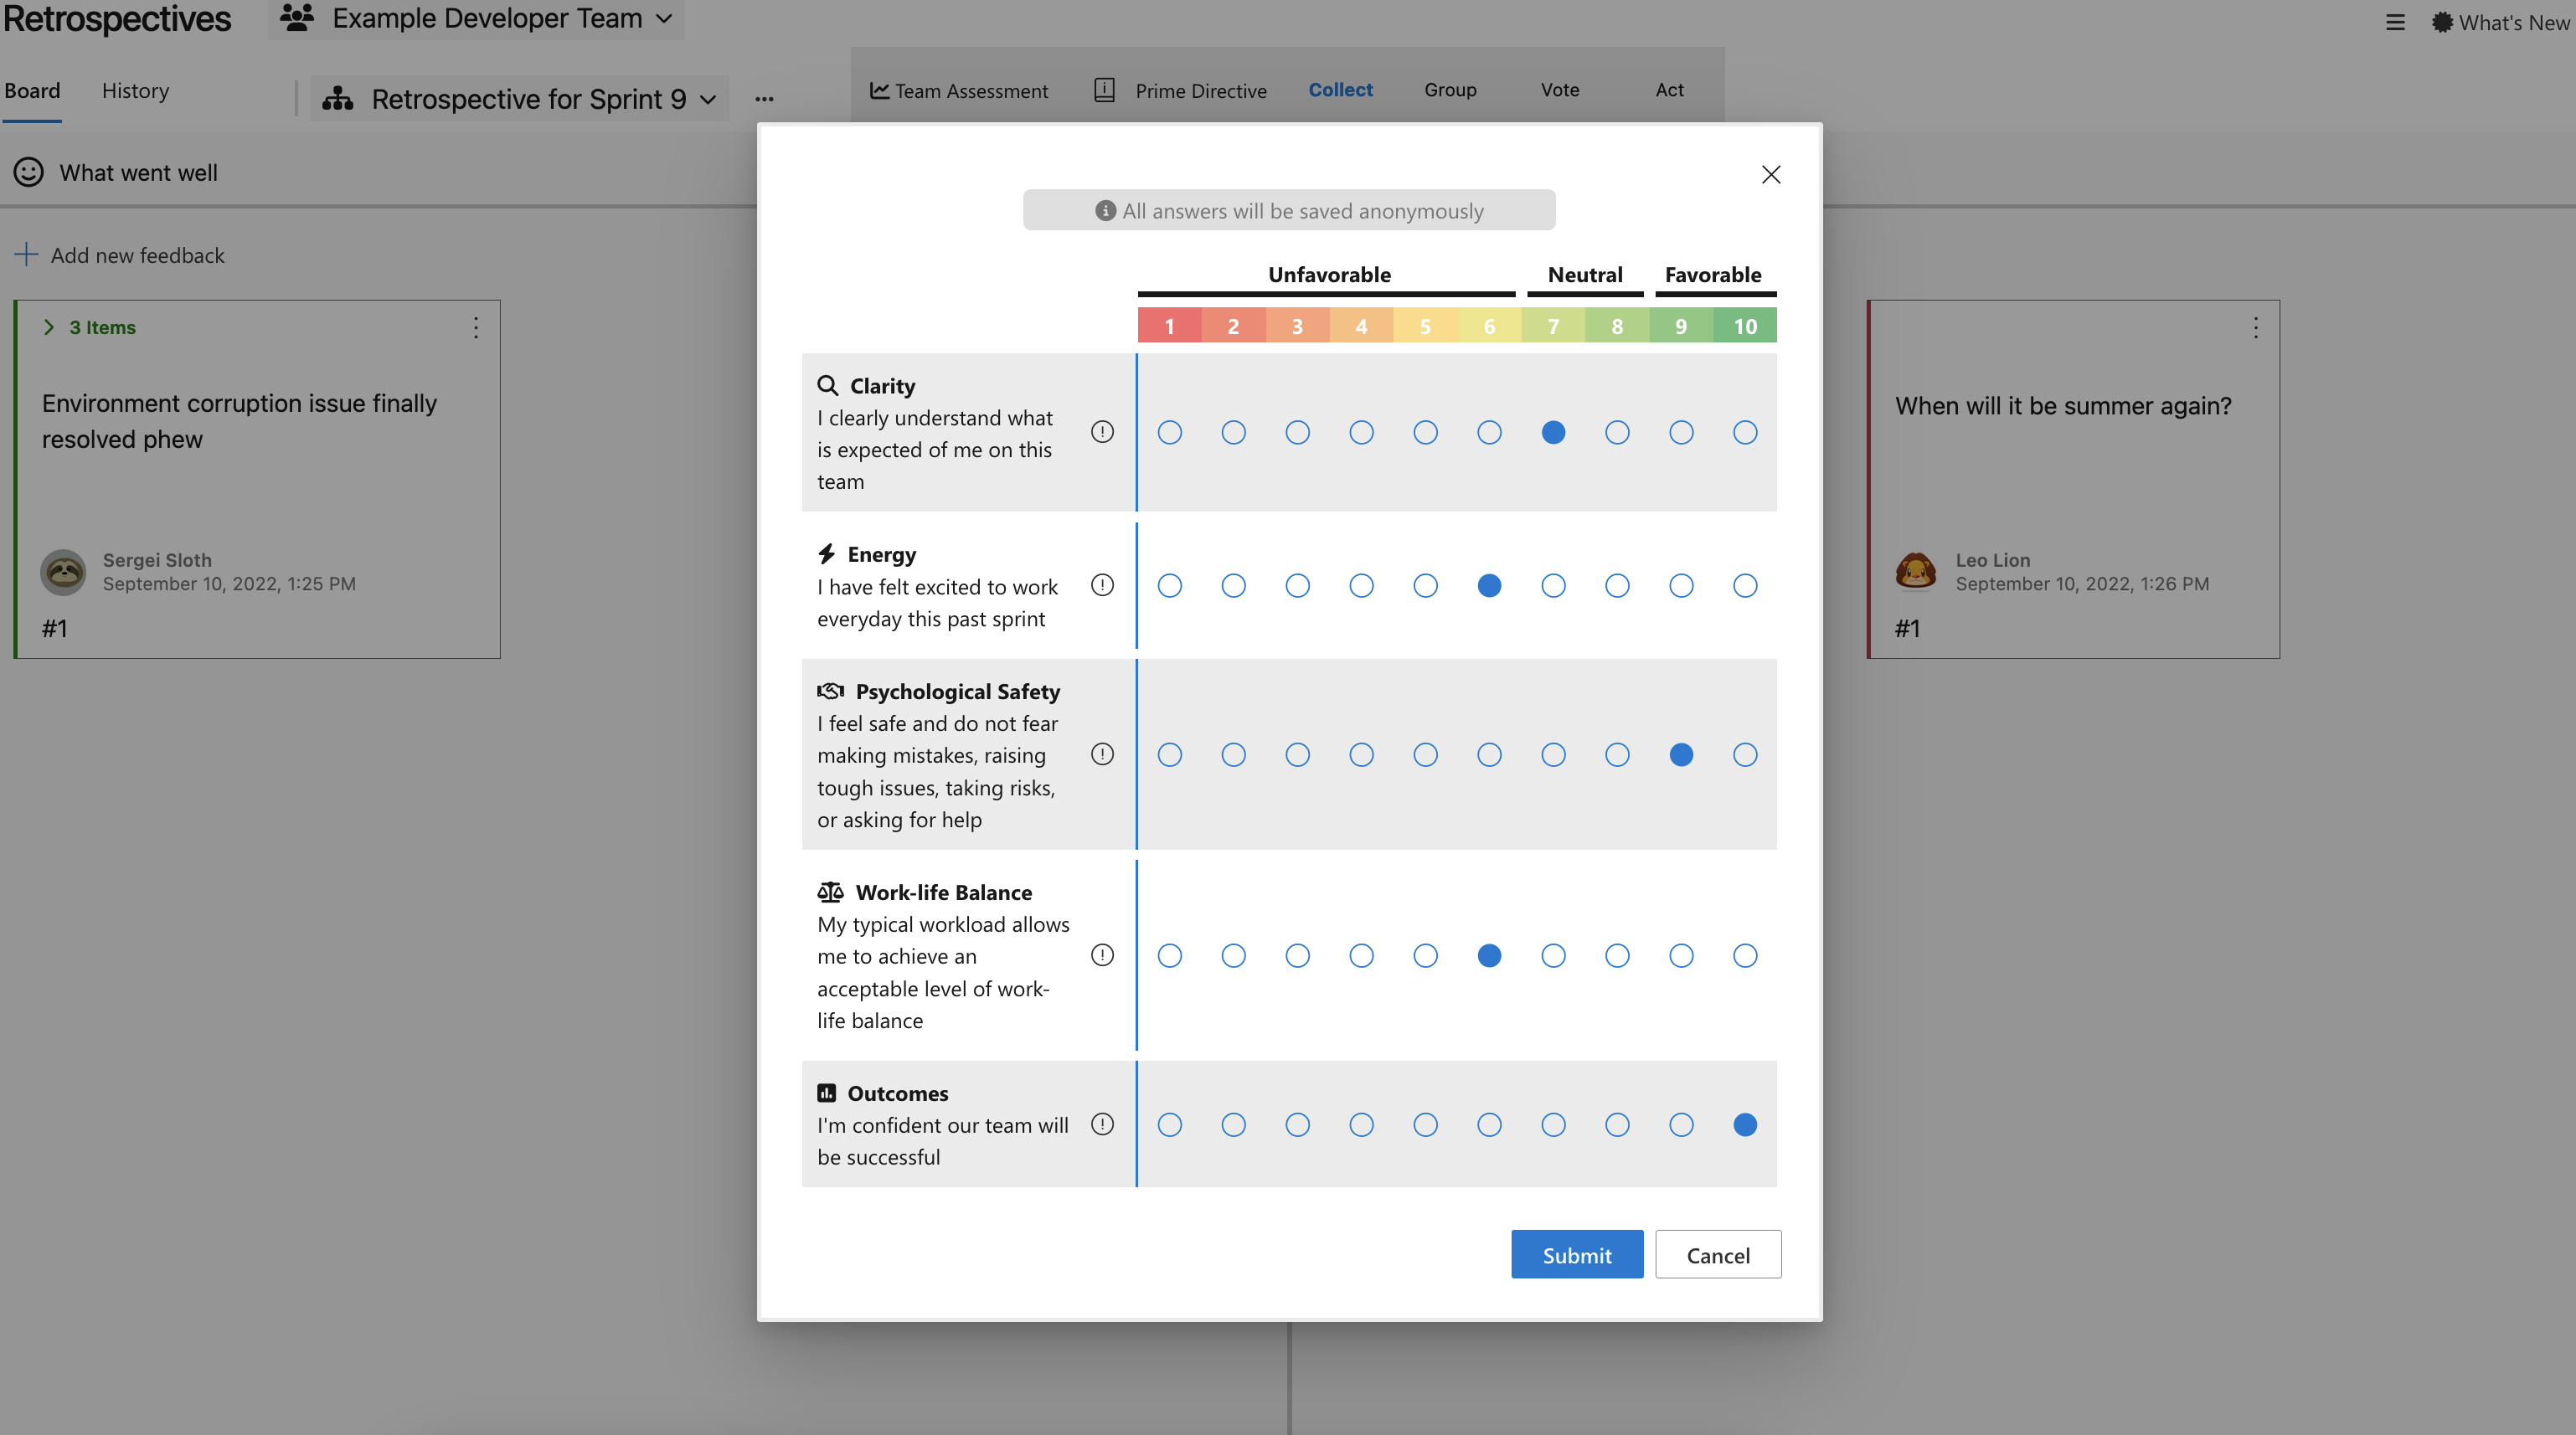 Retrospectives
Example Developer Team
What's New
Board
History
Retrospective for Sprint 9
Team Assessment
Prime Directive
Collect
Group
Vote
Act
What went well
Add new feedback
3 Items
Environment corruption issue finally
resolved phew
Sergei Sloth
September 10, 2022, 1:25 PM
#1
All answers will be saved anonymously
Unfavorable
Neutral
Favorable
1 2 3 4 5 6 7 8 9 10
Clarity
I clearly understand what
is expected of me on this
team
Energy
I have felt excited to work
everyday this past sprint
Psychological Safety
I feel safe and do not fear
making mistakes, raising
tough issues, taking risks,
or asking for help
Work-life Balance
My typical workload allows
me to achieve an
acceptable level of work-
life balance
Outcomes
I'm confident our team will
be successful
Submit
Cancel
When will it be summer again?
Leo Lion
September 10, 2022, 1:26 PM
#1